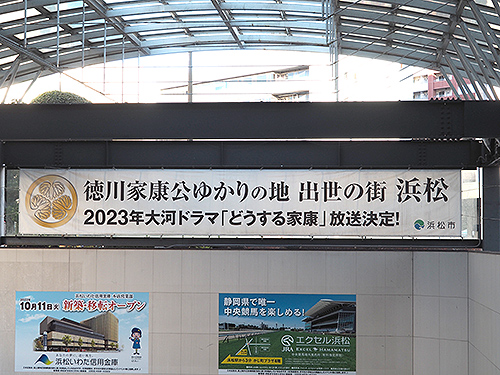 徳川家康公ゆかりの地 出世の街 浜松
2023年大河ドラマ「どうする家康」放送決定!
浜松市
10月11日火 新築・移転オープン
浜松いわた信用金庫
静岡県で唯一
中央競馬を楽しめる!
JRA エクセル浜松
EXCEL HAMAMATSU